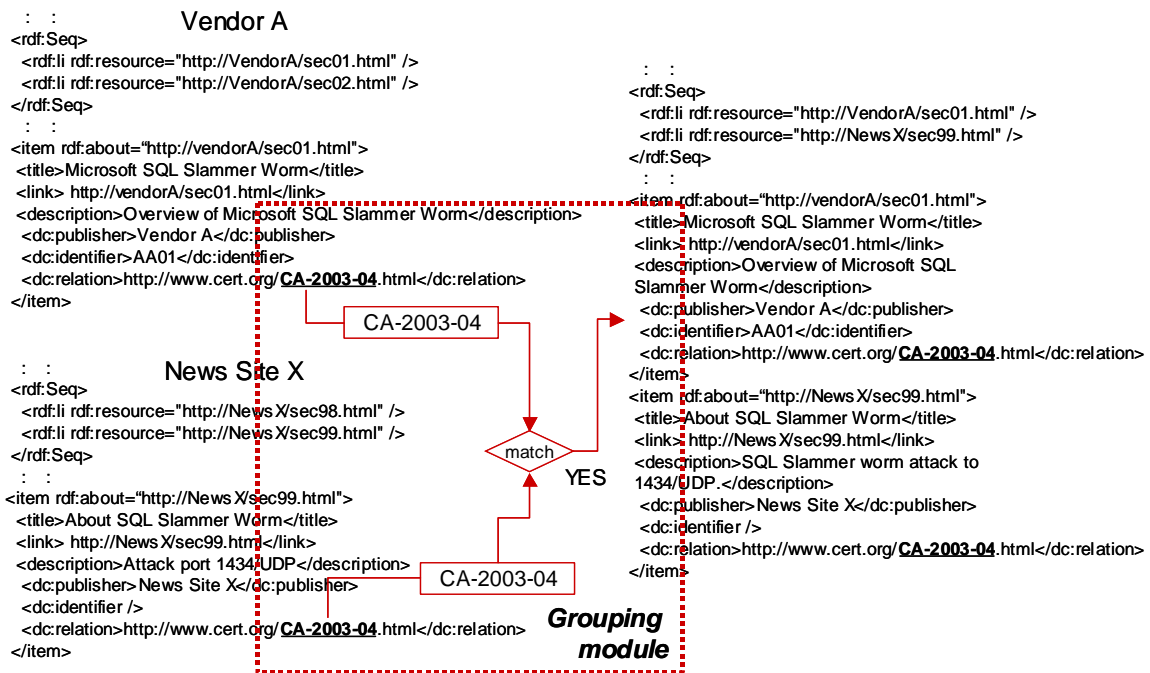 : :
Vendor A
<rdf:Seq>
<rdf:li rdf:resource="http://VendorA/sec01.html" />
<rdf:li rdf:resource="http://VendorA/sec02.html" />
</rdf:Seq>
: :
<item rdf:about=“http://vendorA/sec01.html">
<title>Microsoft SQL Slammer Worm</title>
<link> http://vendorA/sec01.html</link>
<description>Overview of Microsoft SQL Slammer Worm</description>
<dc:publisher>Vendor A</dc:publisher>
<dc:identifier>AA01</dc:identifier>
<dc:relation>http://www.cert.org/CA-2003-04.html</dc:relation>
</item>
CA-2003-04
: :
News Site X
<rdf:Seq>
<rdf:li rdf:resource="http://NewsX/sec98.html" />
<rdf:li rdf:resource="http://NewsX/sec99.html" />
</rdf:Seq>
: :
<item rdf:about=“http://NewsX/sec99.html">
<title>About SQL Slammer Worm</title>
<link> http://NewsX/sec99.html</link>
<description>Attack port 1434/UDP</description>
<dc:publisher>News Site X</dc:publisher>
<dc:identifier />
<dc:relation>http://www.cert.org/CA-2003-04.html</dc:relation>
</item>
match
YES
CA-2003-04
Grouping
module
: :
<rdf:Seq>
<rdf:li rdf:resource="http://VendorA/sec01.html" />
<rdf:li rdf:resource="http://NewsX/sec99.html" />
</rdf:Seq>
: :
<item rdf:about=“http://vendorA/sec01.html">
<title>Microsoft SQL Slammer Worm</title>
<link> http://vendorA/sec01.html</link>
<description>Overview of Microsoft SQL
Slammer Worm</description>
<dc:publisher>Vendor A</dc:publisher>
<dc:identifier>AA01</dc:identifier>
<dc:relation>http://www.cert.org/CA-2003-04.html</dc:relation>
</item>
<item rdf:about=“http://NewsX/sec99.html">
<title>About SQL Slammer Worm</title>
<link> http://NewsX/sec99.html</link>
<description>SQL Slammer worm attack to
1434/UDP.</description>
<dc:publisher>News Site X</dc:publisher>
<dc:identifier />
<dc:relation>http://www.cert.org/CA-2003-04.html</dc:relation>
</item>